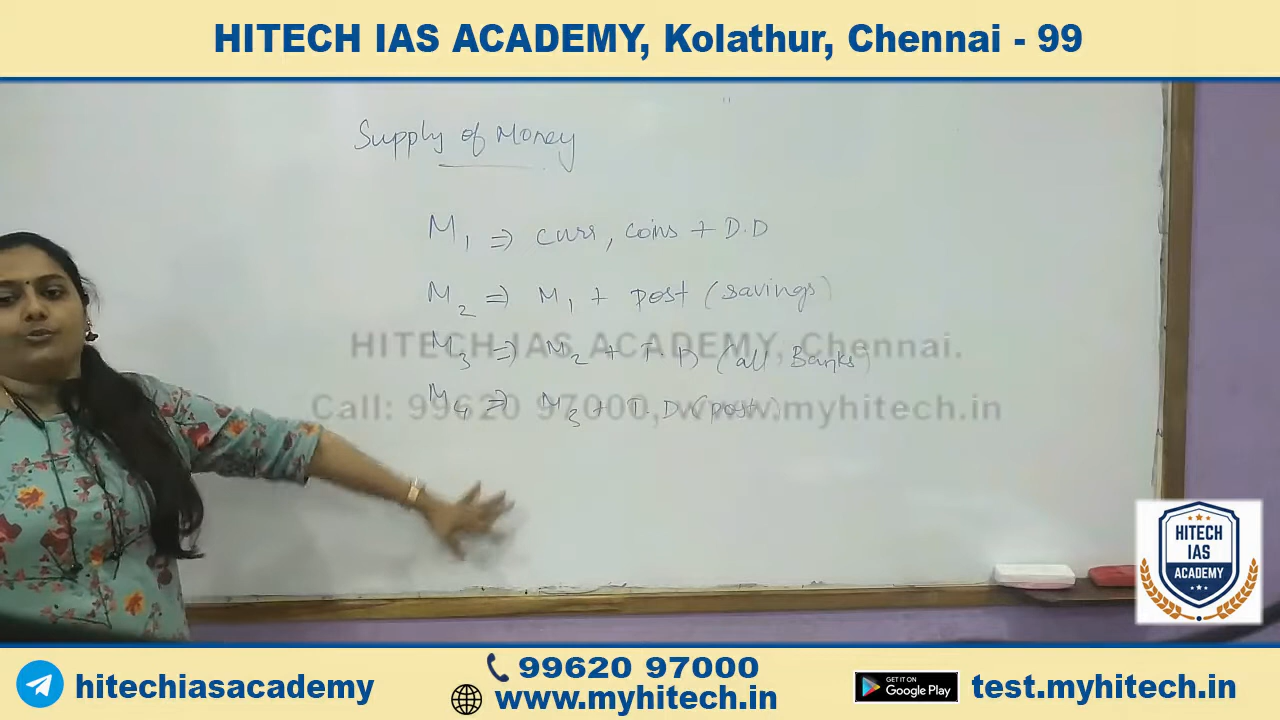 HITECH IAS ACADEMY, Kolathur, Chennai - 99
Supply of Money
M1 ⇒ curr, coins + D.D
M2 ⇒ M1 + post (savings)
M3 ⇒ M2 + T.D (all Banks)
HITECH IAS ACADEMY, Chennai.
M4 ⇒ M3 + T.D (post)
Call: 99620 97000, www.myhitech.in
HITECH
IAS
ACADEMY
hitechiasacademy
99620 97000
www.myhitech.in
GET IT ON
Google Play
test.myhitech.in